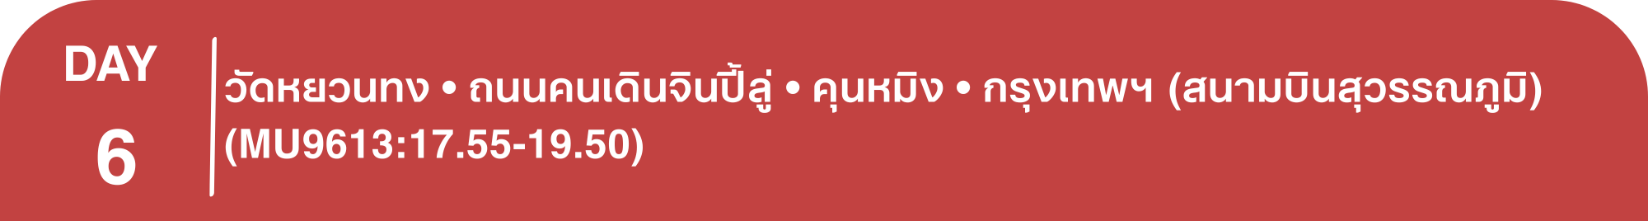 DAY
6
วัดหยวนทง • ถนนคนเดินจินปี้ลู่ • คุนหมิง • กรุงเทพฯ (สนามบินสุวรรณภูมิ)
(MU9613:17.55-19.50)